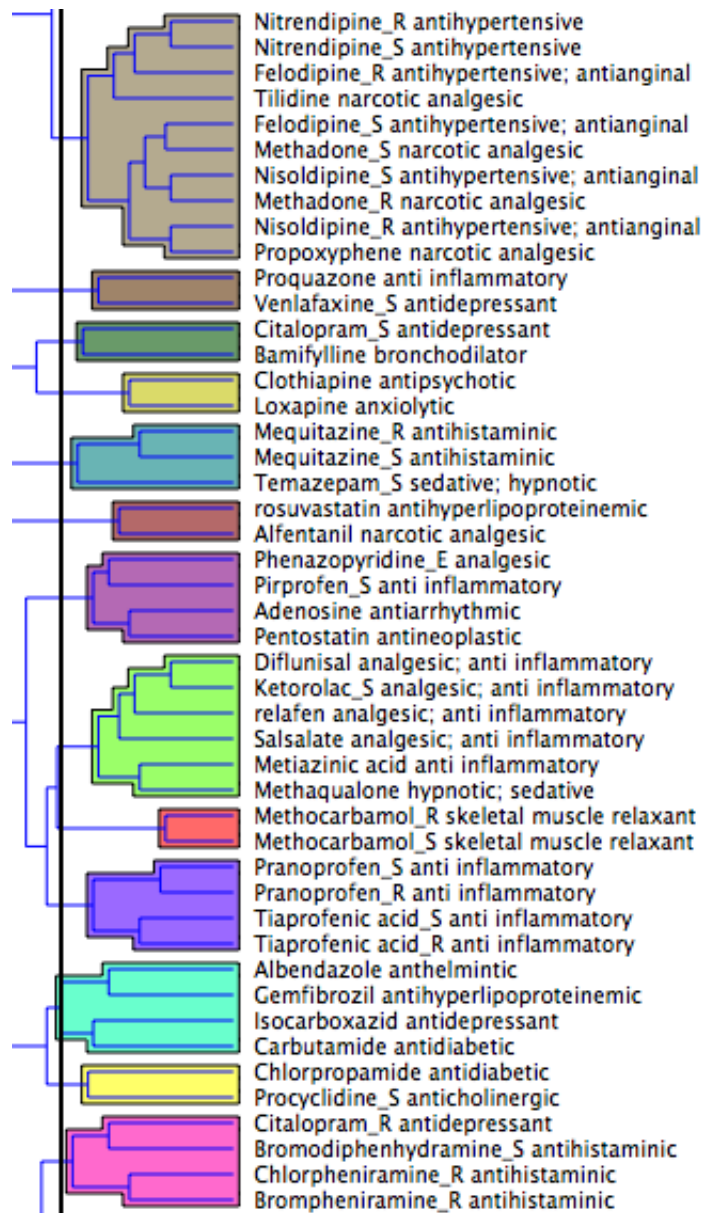 Nitrendipine_R antihypertensive
Nitrendipine_S antihypertensive
Felodipine_R antihypertensive; antianginal
Tilidine narcotic analgesic
Felodipine_S antihypertensive; antianginal
Methadone_S narcotic analgesic
Nisoldipine_S antihypertensive; antianginal
Methadone_R narcotic analgesic
Nisoldipine_R antihypertensive; antianginal
Propoxyphene narcotic analgesic
Proquazone anti inflammatory
Venlafaxine_S antidepressant
Citalopram_S antidepressant
Bamifylline bronchodilator
Clothiapine antipsychotic
Loxapine anxiolytic
Mequitazine_R antihistaminic
Mequitazine_S antihistaminic
Temazepam_S sedative; hypnotic
rosuvastatin antihyperlipoproteinemic
Alfentanil narcotic analgesic
Phenazopyridine_E analgesic
Pirprofen_S anti inflammatory
Adenosine antiarrhythmic
Pentostatin antineoplastic
Diflunisal analgesic; anti inflammatory
Ketorolac_S analgesic; anti inflammatory
relafen analgesic; anti inflammatory
Salsalate analgesic; anti inflammatory
Metiazinic acid anti inflammatory
Methaqualone hypnotic; sedative
Methocarbamol_R skeletal muscle relaxant
Methocarbamol_S skeletal muscle relaxant
Pranoprofen_S anti inflammatory
Pranoprofen_R anti inflammatory
Tiaprofenic acid_S anti inflammatory
Tiaprofenic acid_R anti inflammatory
Albendazole anthelmintic
Gemfibrozil antihyperlipoproteinemic
Isocarboxazid antidepressant
Carbutamide antidiabetic
Chlorpropamide antidiabetic
Procyclidine_S anticholinergic
Citalopram_R antidepressant
Bromodiphenhydramine_S antihistaminic
Chlorpheniramine_R antihistaminic
Brompheniramine_R antihistaminic